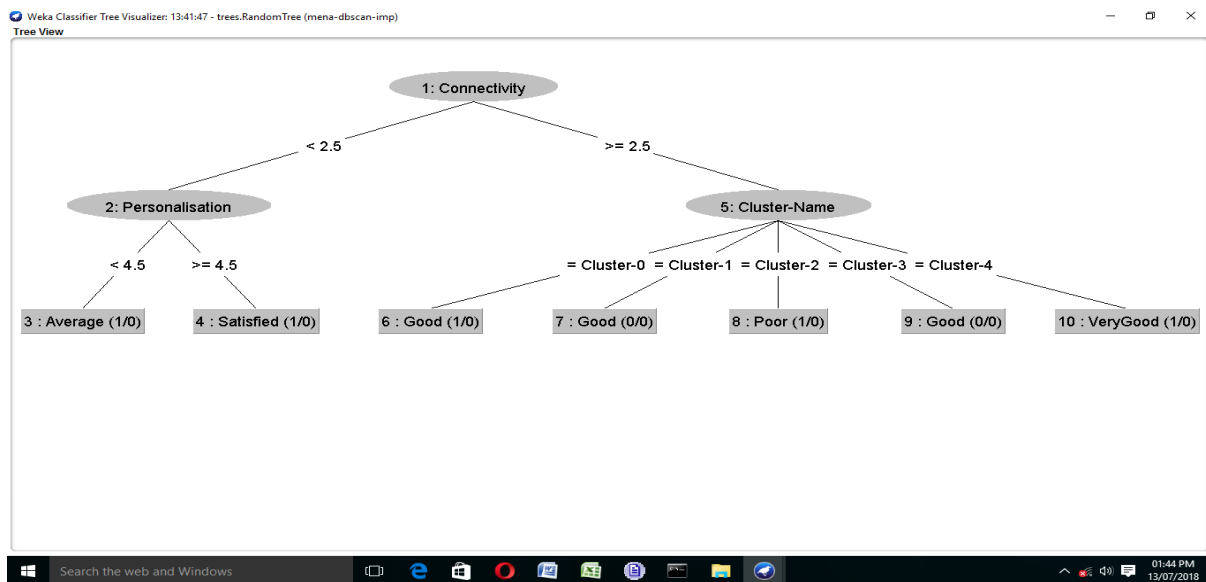 Weka Classifier Tree Visualizer: 13:41:47 - trees.RandomTree (mena-dbscan-imp)
Tree View
1: Connectivity
< 2.5
>= 2.5
2: Personalisation
5: Cluster-Name
< 4.5
>= 4.5
= Cluster-0
= Cluster-1
= Cluster-2
= Cluster-3
= Cluster-4
3 : Average (1/0)
4 : Satisfied (1/0)
6 : Good (1/0)
7 : Good (0/0)
8 : Poor (1/0)
9 : Good (0/0)
10 : VeryGood (1/0)
Search the web and Windows
01:44 PM
13/07/2018